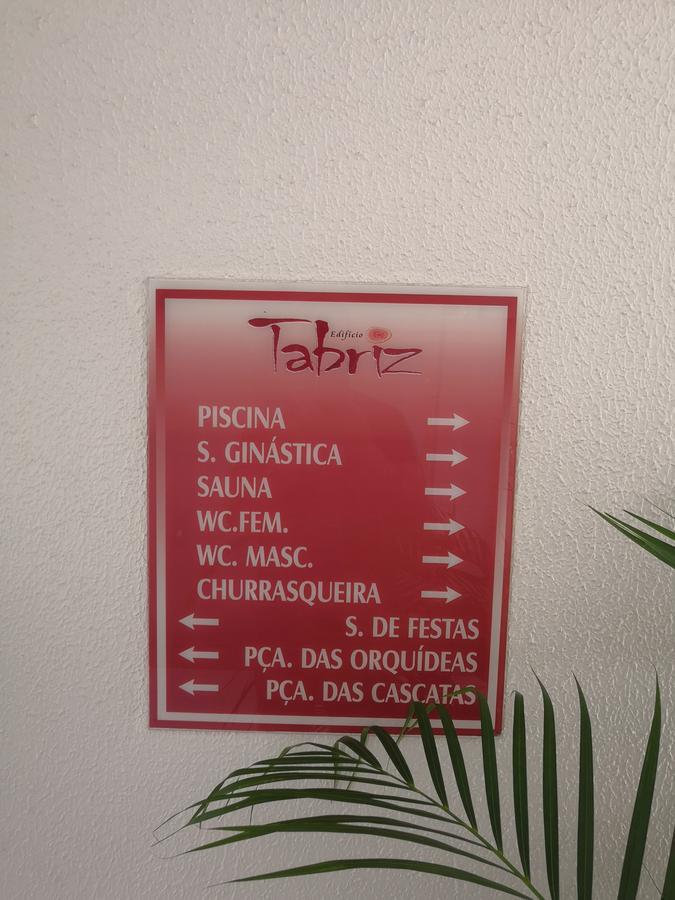 Edifício
Tabriz
PISCINA
S. GINÁSTICA
SAUNA
WC.FEM.
WC. MASC.
CHURRASQUEIRA
S. DE FESTAS
PÇA. DAS ORQUÍDEAS
PÇA. DAS CASCATAS